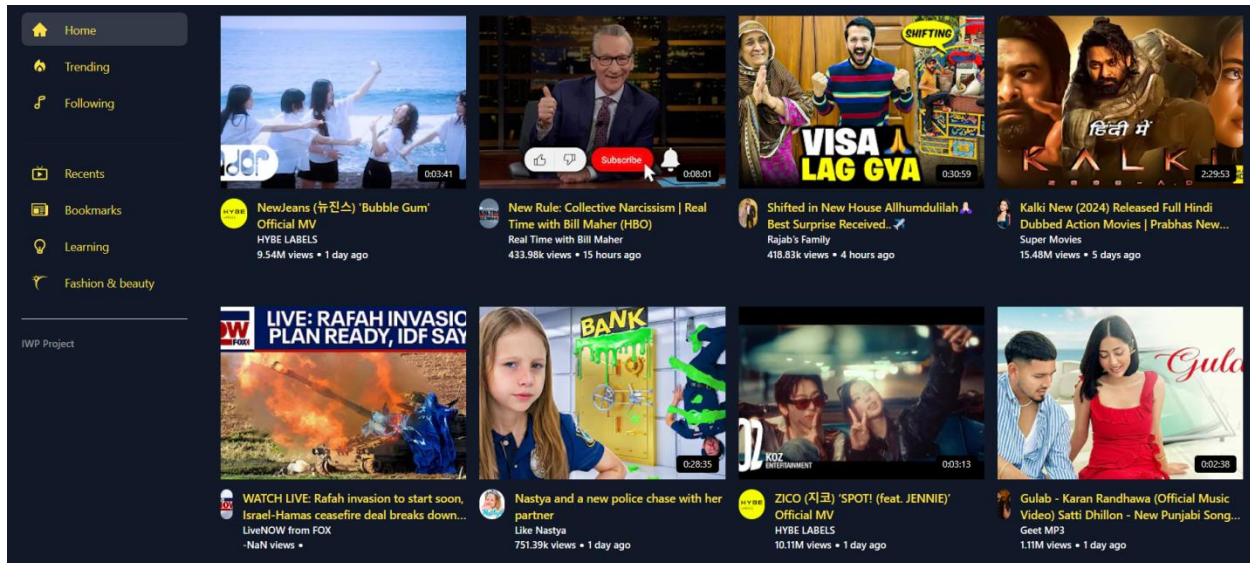 Home
Trending
Following
Recents
Bookmarks
Learning
Fashion & beauty
IWP Project
0:03:41
HYBE
LABELS
NewJeans (뉴진스) 'Bubble Gum'
Official MV
HYBE LABELS
9.54M views • 1 day ago
Subscribe
0:08:01
New Rule: Collective Narcissism | Real
Time with Bill Maher (HBO)
Real Time with Bill Maher
433.98k views • 15 hours ago
SHIFTING
VISA🙏
LAG GYA
0:30:59
Shifted in New House Allhumdulilah🙏
Best Surprise Received..✈️
Rajab's Family
418.83k views • 4 hours ago
हिंदी में
KALKI
2898-A.D
2:29:53
Kalki New (2024) Released Full Hindi
Dubbed Action Movies | Prabhas New...
Super Movies
15.48M views • 5 days ago
OW
FOX
LIVE: RAFAH INVASIO
PLAN READY, IDF SAY
WATCH LIVE: Rafah invasion to start soon,
Israel-Hamas ceasefire deal breaks down...
LiveNOW from FOX
-NaN views •
BANK
0:28:35
Nastya and a new police chase with her
partner
Like Nastya
751.39k views • 1 day ago
OZ
KOZ
ENTERTAINMENT
0:03:13
HYBE
LABELS
ZICO (지코) ‘SPOT! (feat. JENNIE)’
Official MV
HYBE LABELS
10.11M views • 1 day ago
Gula
0:02:38
Gulab - Karan Randhawa (Official Music
Video) Satti Dhillon - New Punjabi Song...
Geet MP3
1.11M views • 1 day ago